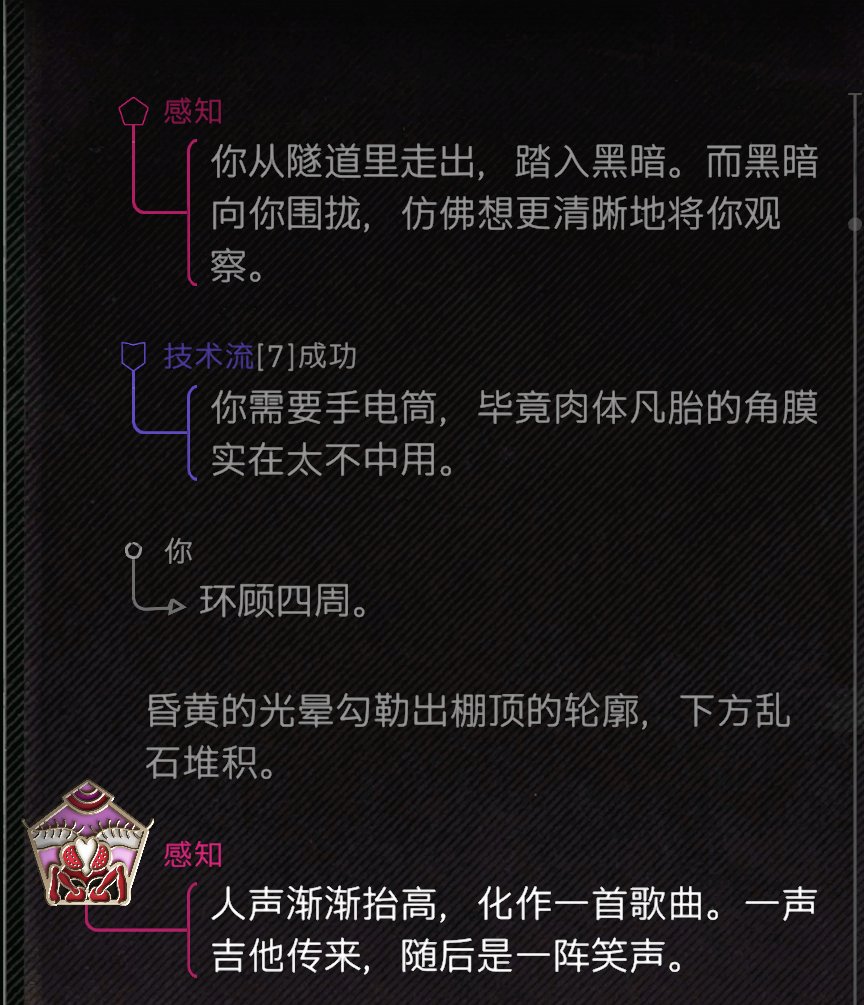 感知
你从隧道里走出，踏入黑暗。而黑暗
向你围拢，仿佛想更清晰地将你观
察。
技术流[7]成功
你需要手电筒，毕竟肉体凡胎的角膜
实在太不中用。
你
环顾四周。
昏黄的光晕勾勒出棚顶的轮廓，下方乱
石堆积。
感知
人声渐渐抬高，化作一首歌曲。一声
吉他传来，随后是一阵笑声。